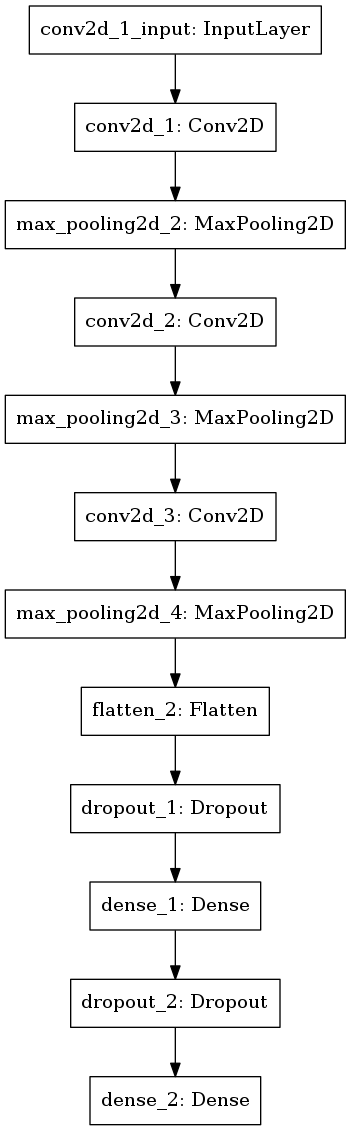 conv2d_1_input: InputLayer
conv2d_1: Conv2D
max_pooling2d_2: MaxPooling2D
conv2d_2: Conv2D
max_pooling2d_3: MaxPooling2D
conv2d_3: Conv2D
max_pooling2d_4: MaxPooling2D
flatten_2: Flatten
dropout_1: Dropout
dense_1: Dense
dropout_2: Dropout
dense_2: Dense